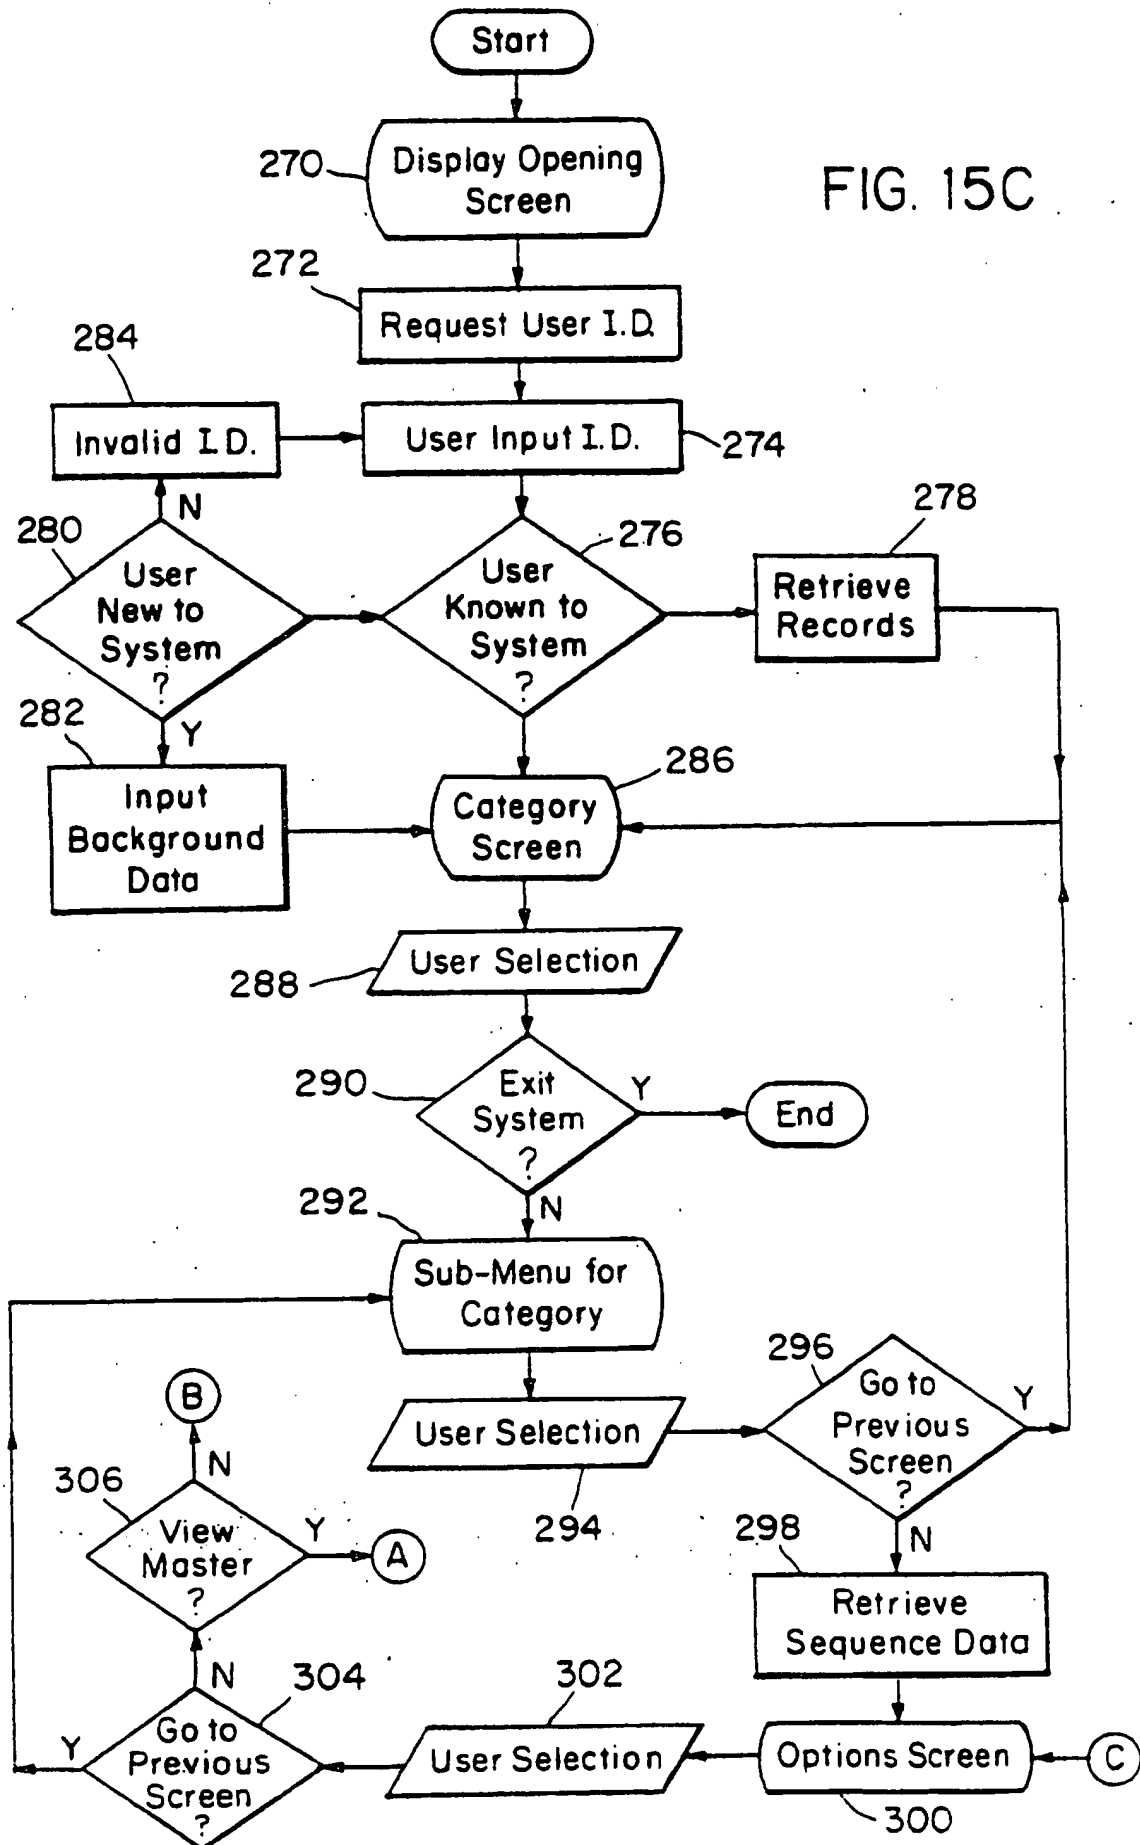 Start
270
Display Opening
Screen
FIG. 15C
272
Request User I.D.
284
Invalid I.D.
User Input I.D.
274
N
280
User
New to
System
?
276
User
Known to
System
?
278
Retrieve
Records
282
Y
Input
Background
Data
286
Category
Screen
288
User Selection
290
Exit
System
?
Y
End
N
292
Sub-Menu for
Category
296
Go to
Previous
Screen
?
Y
User Selection
294
B
N
306
View
Master
?
Y
A
N
298
Retrieve
Sequence Data
N
304
Go to
Previous
Screen
?
Y
302
User Selection
Options Screen
C
300